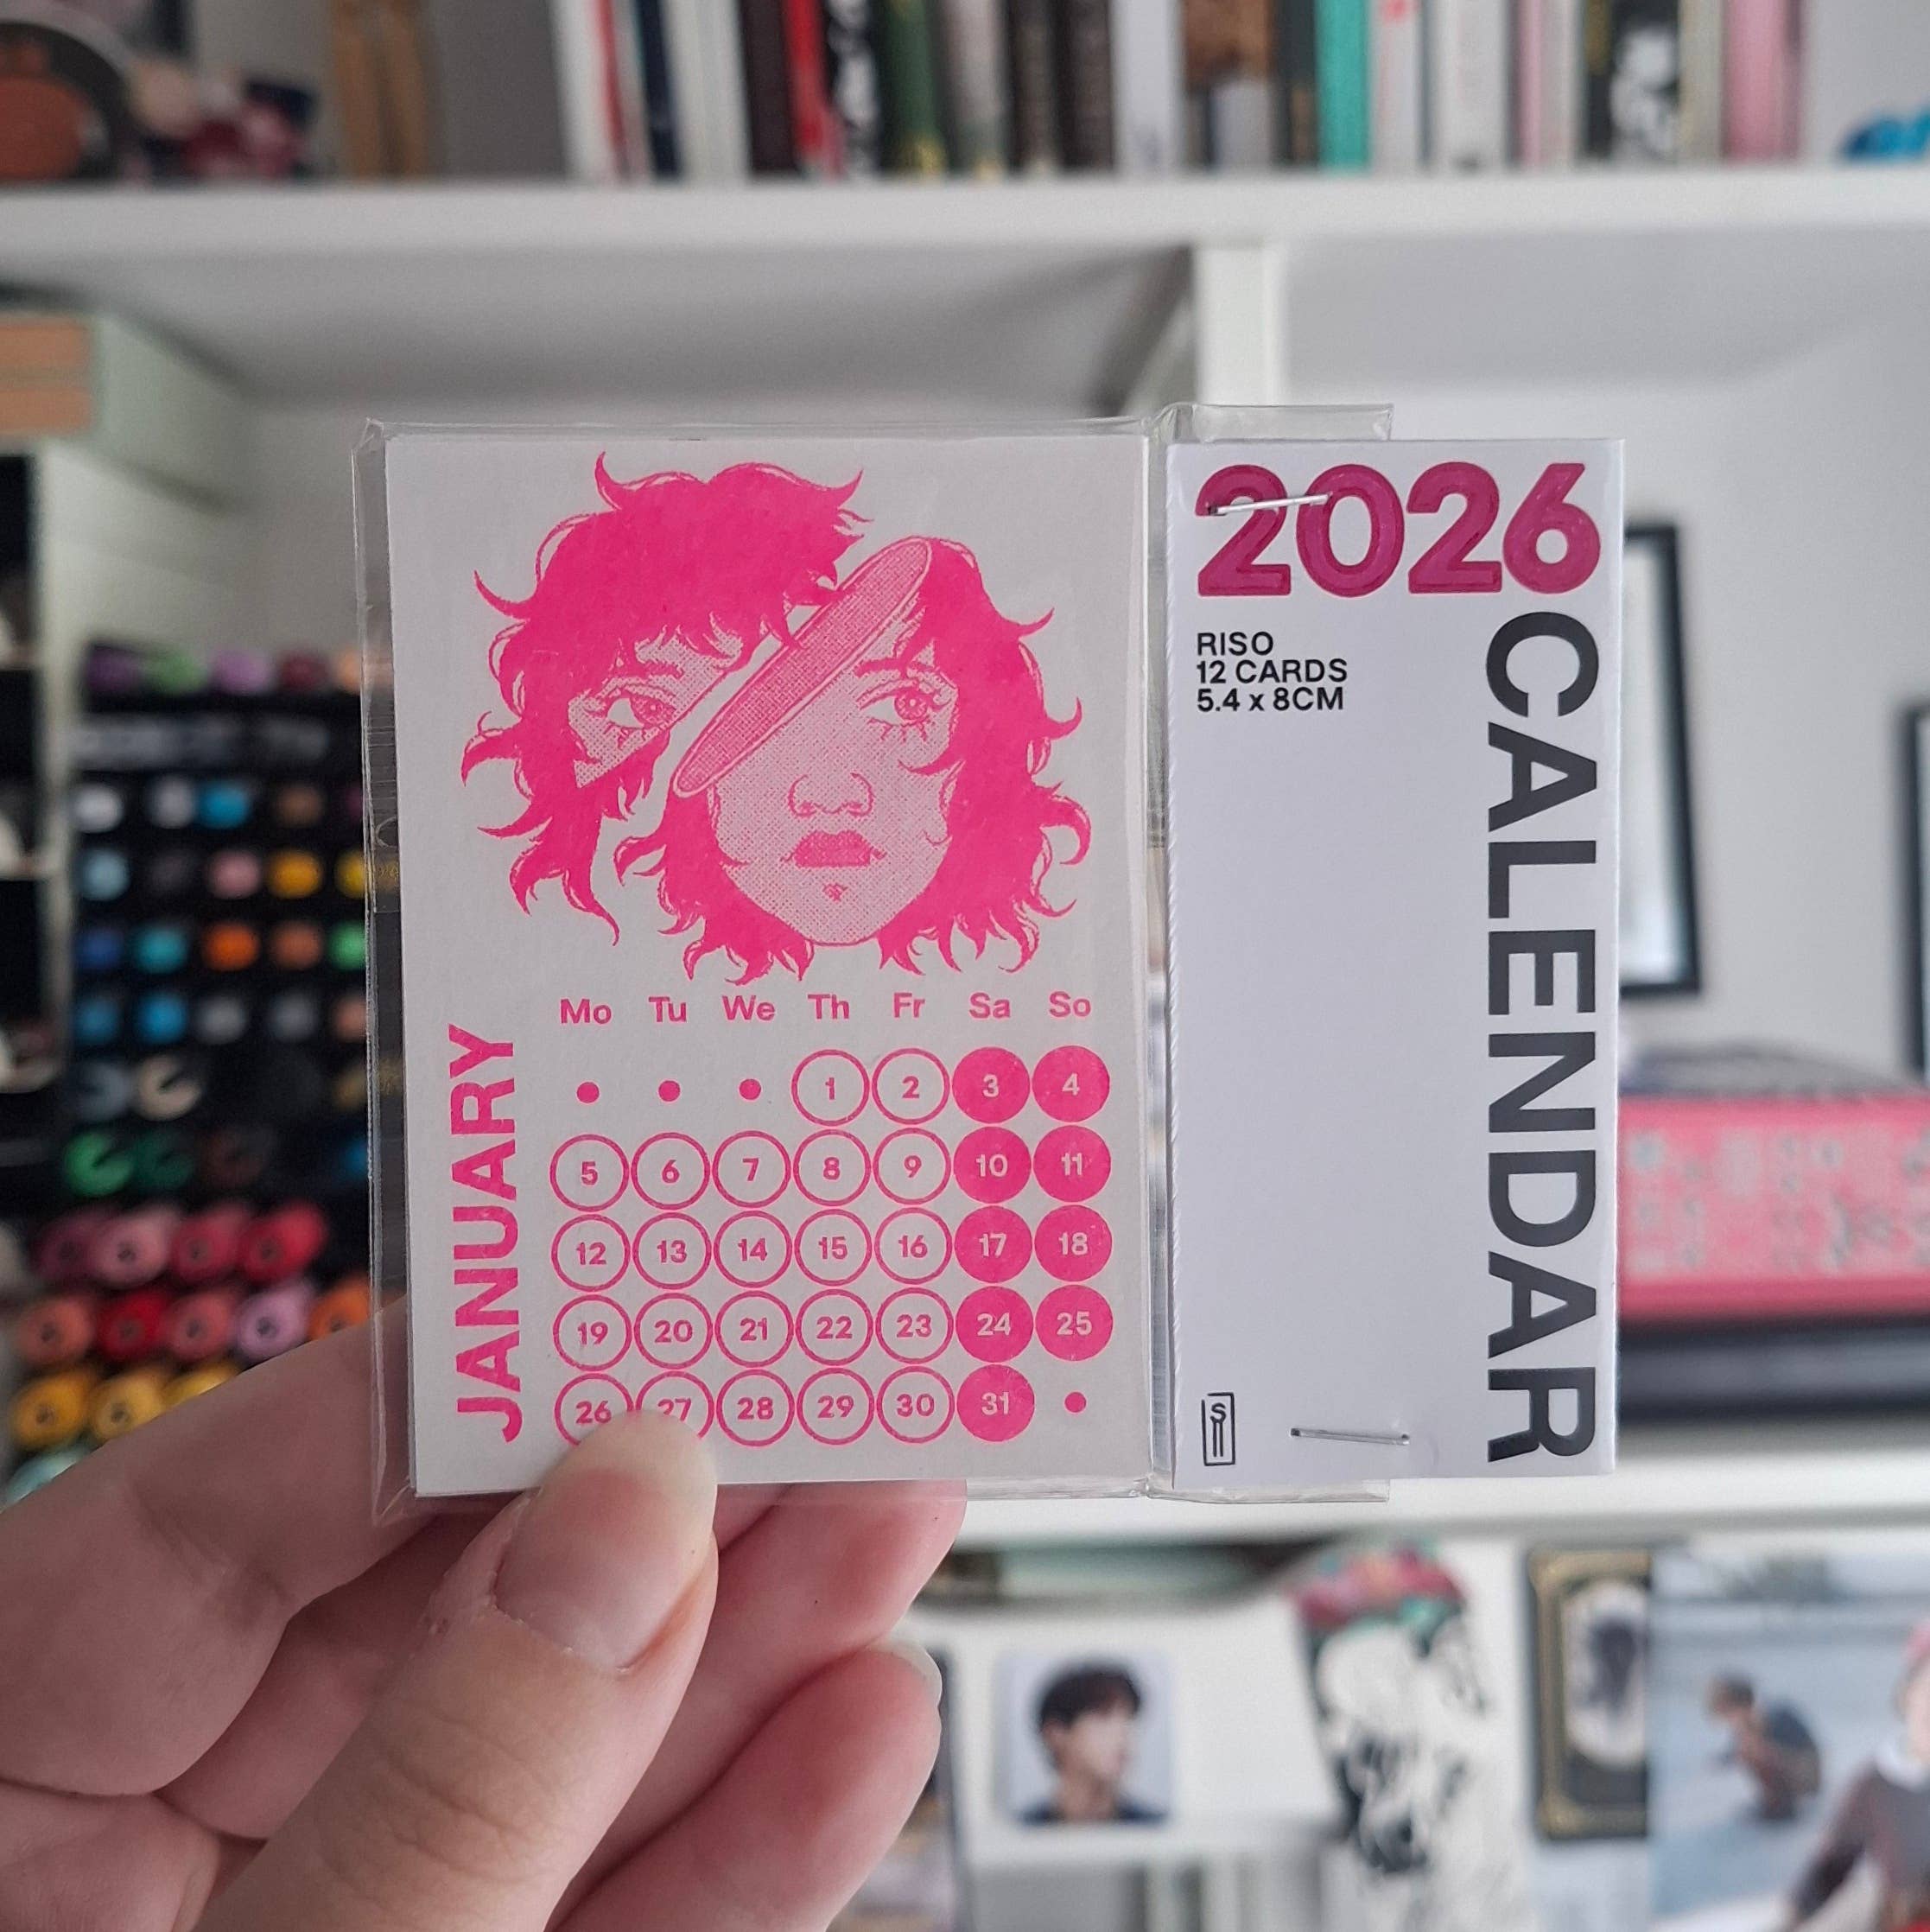 JANUARY
Mo Tu We Th Fr Sa So
• • • 1 2 3 4
5 6 7 8 9 10 11
12 13 14 15 16 17 18
19 20 21 22 23 24 25
26 27 28 29 30 31 •
2026
CALENDAR
RISO
12 CARDS
5.4 x 8CM
S